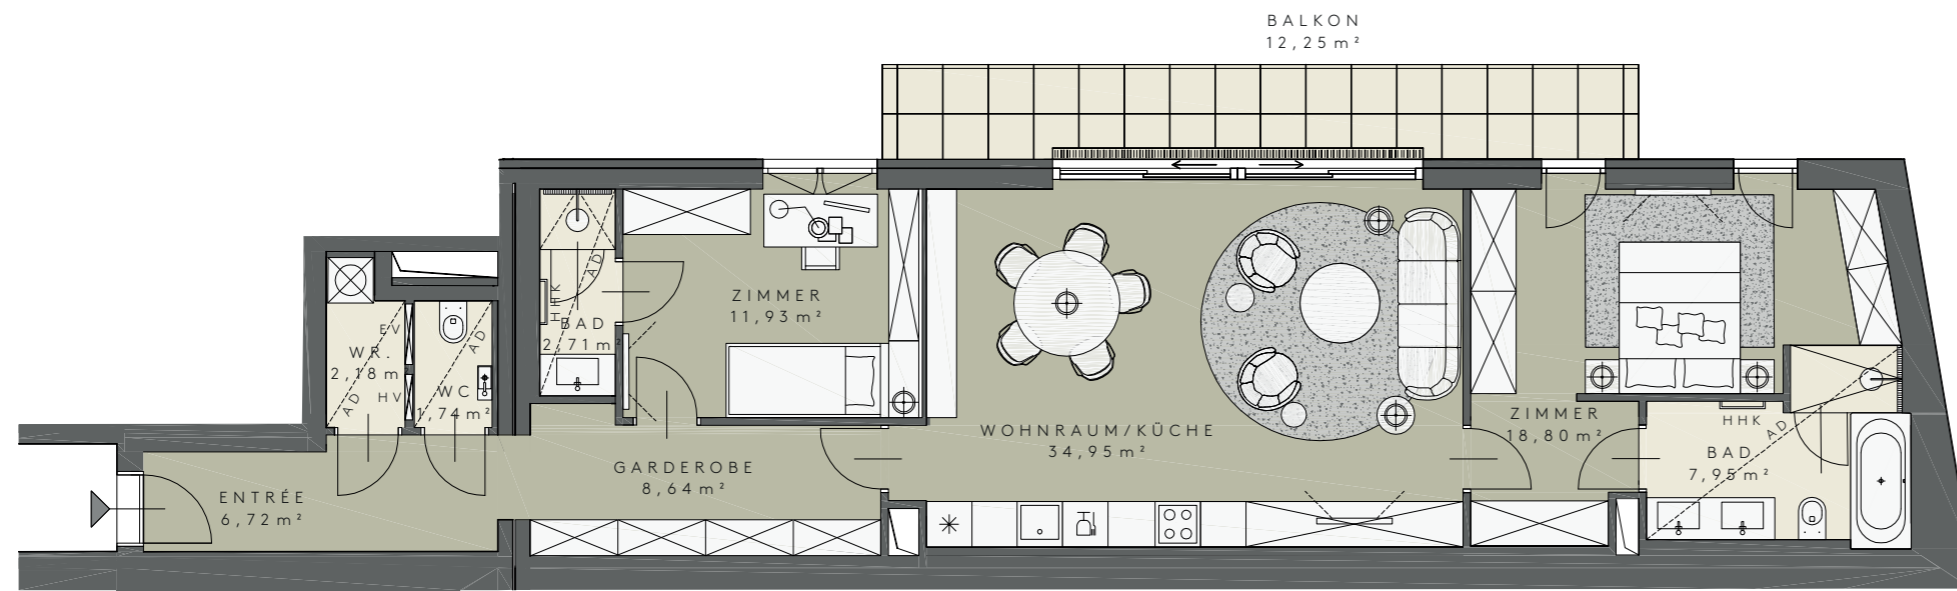 BALKON
12,25 m²
ZIMMER
11,93 m²
HHK
AD
BAD
2,71 m²
EV
WR.
2,18 m
HV
AD
AD
WC
1,74 m²
WOHNRAUM/KÜCHE
34,95 m²
ZIMMER
18,80 m²
HHK
AD
BAD
7,95 m²
GARDEROBE
8,64 m²
ENTRÉE
6,72 m²